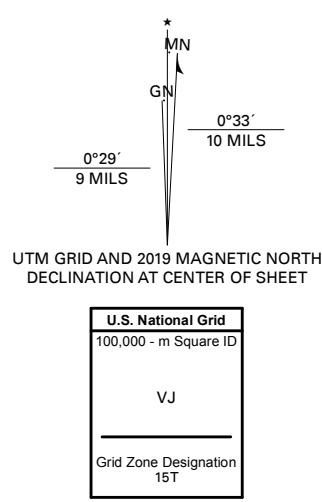 ★
MN
GN
0°33´
10 MILS
0°29´
9 MILS
UTM GRID AND 2019 MAGNETIC NORTH
DECLINATION AT CENTER OF SHEET
U.S. National Grid
100,000 - m Square ID
VJ
Grid Zone Designation
15T